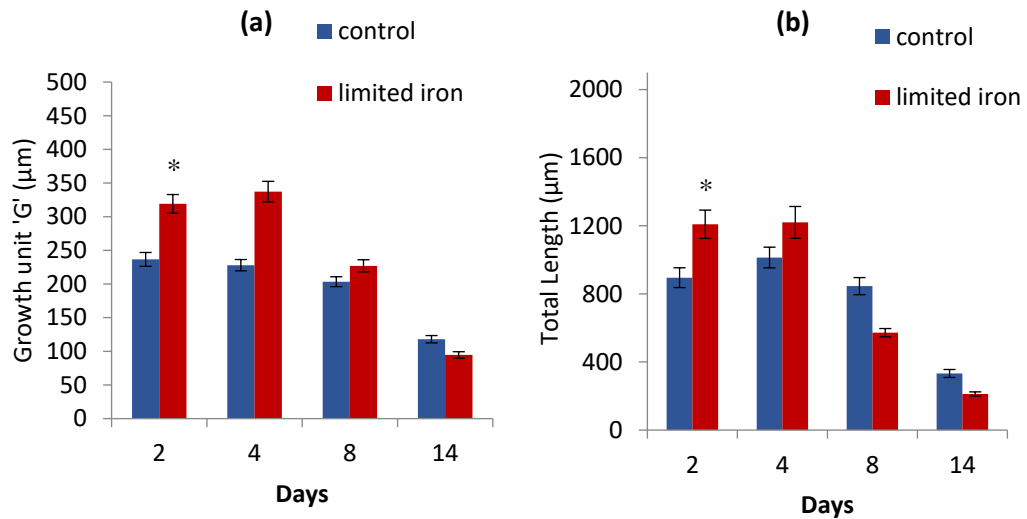 (a)
control
limited iron
Growth unit 'G' (µm)
500
450
400
350
300
250
200
150
100
50
0
*
2 4 8 14
Days
(b)
control
limited iron
Total Length (µm)
2000
1600
1200
800
400
0
*
2 4 8 14
Days